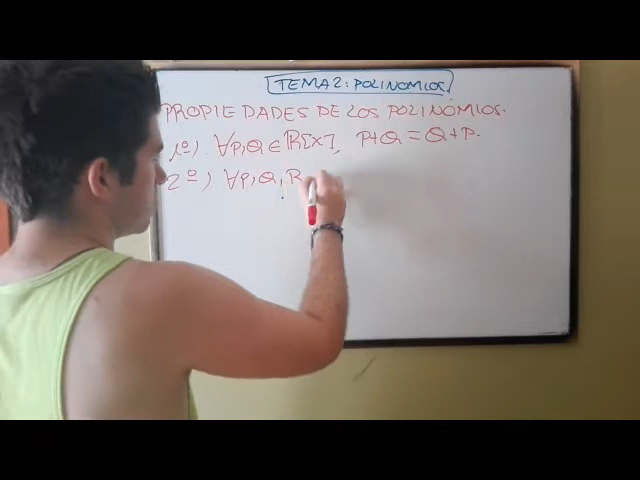 TEMA 2: POLINOMIOS.
PROPIEDADES DE LOS POLINOMIOS.
1º) ∀P,Q ∈ ℝ[X], P+Q = Q+P.
2º) ∀P,Q,R